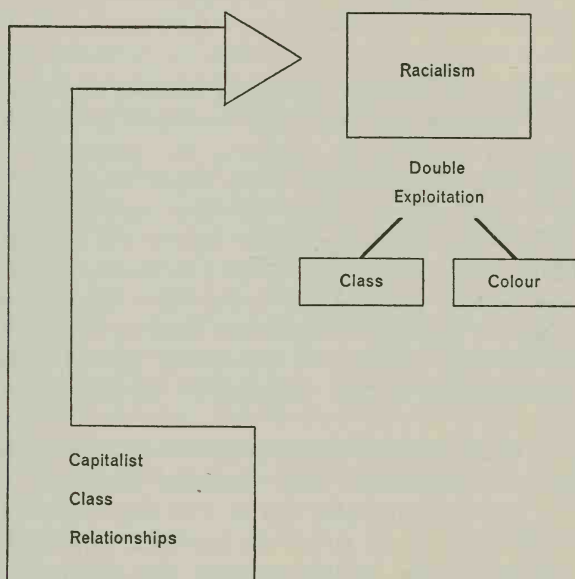 Racialism
Double
Exploitation
Class
Colour
Capitalist
Class
Relationships